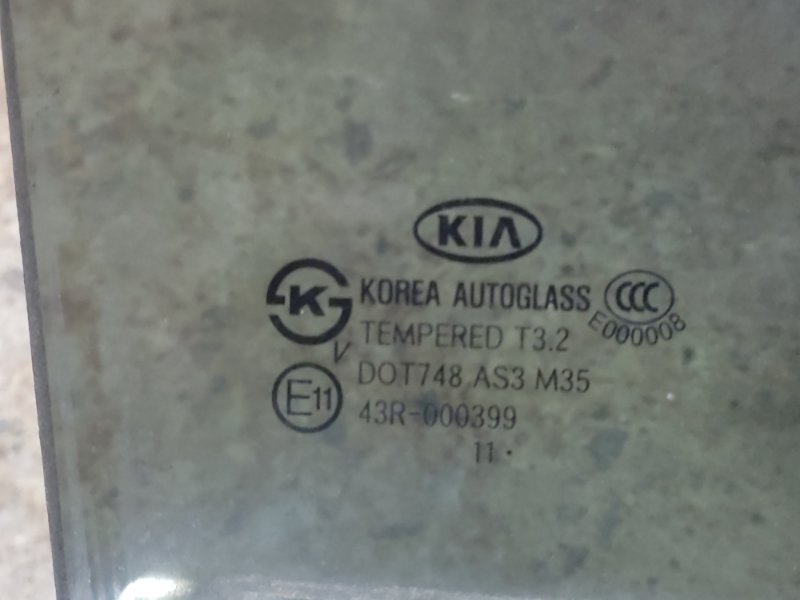 KIA
K KOREA AUTOGLASS CCC
E000008
TEMPERED T3.2
V
DOT748 AS3 M35
E11
43R-000399
11 .